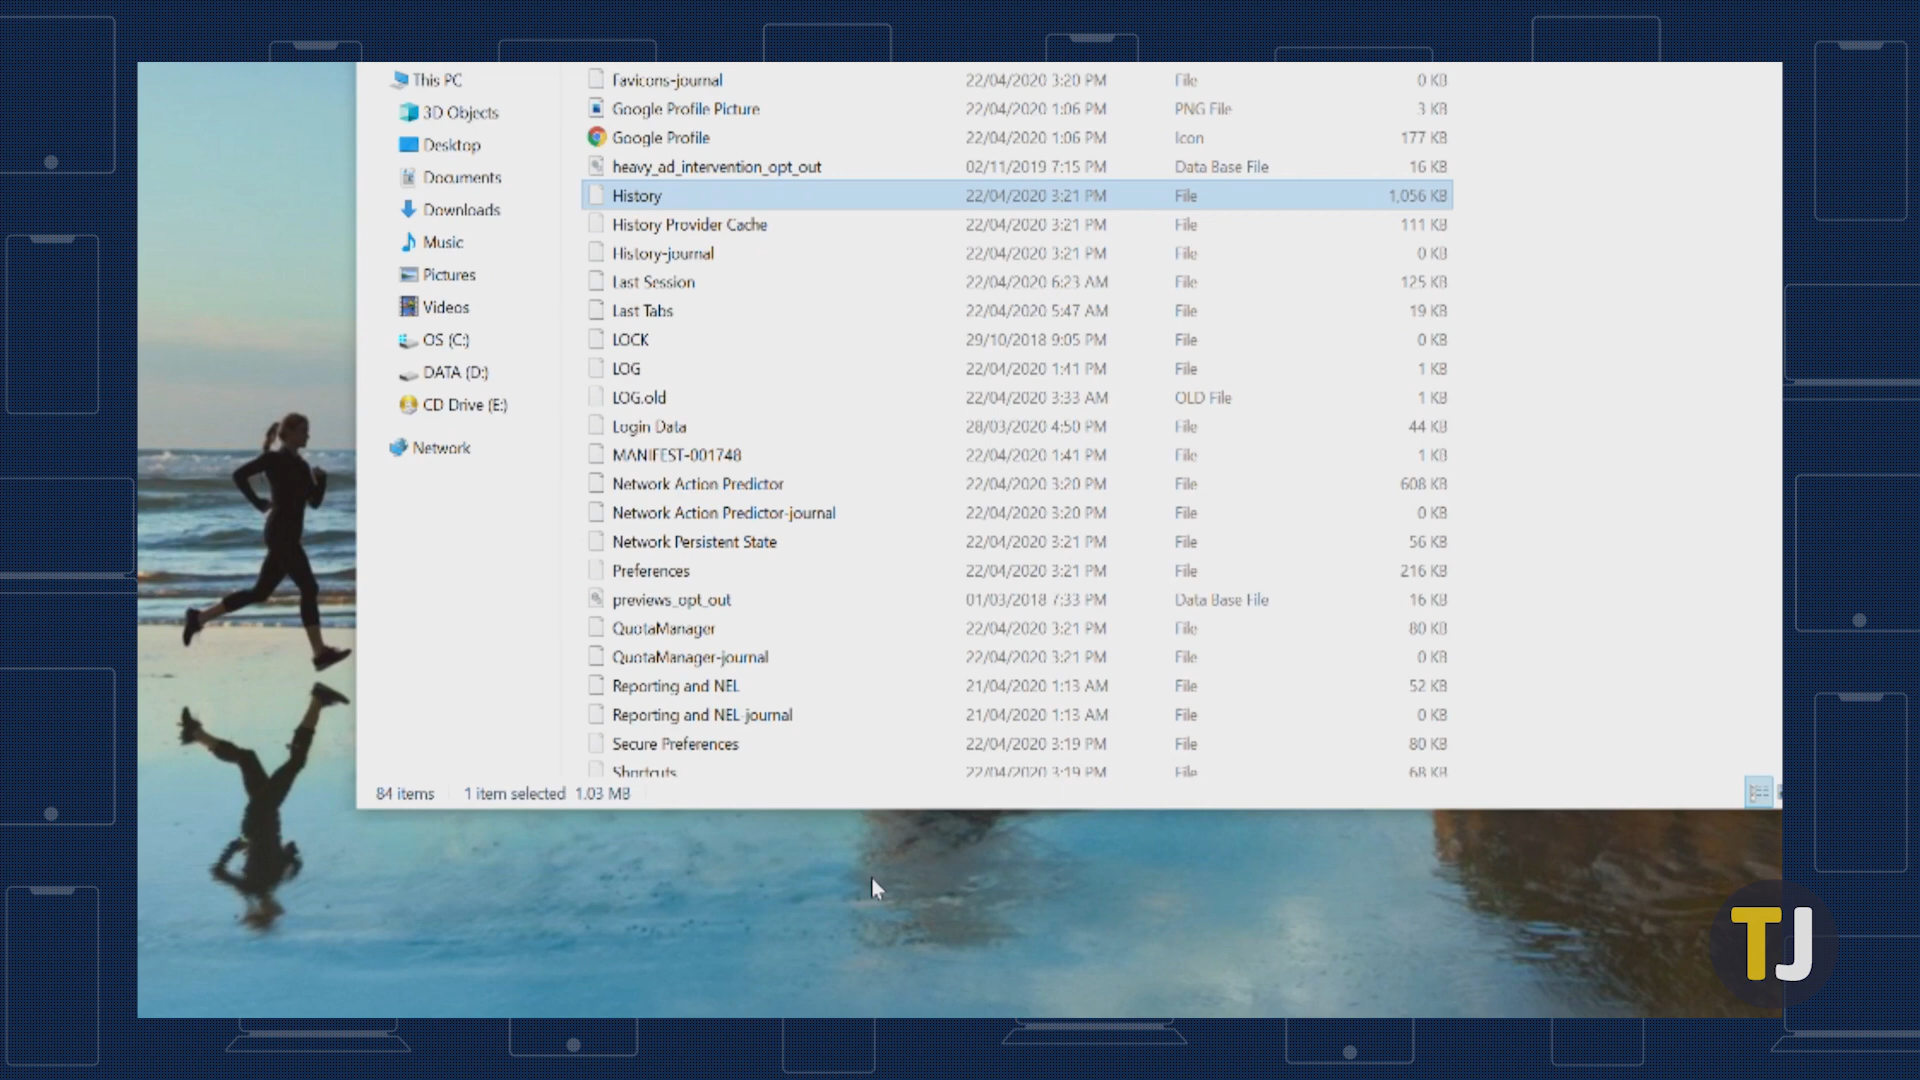 This PC
3D Objects
Desktop
Documents
Downloads
Music
Pictures
Videos
OS (C:)
DATA (D:)
CD Drive (E:)
Network
Favicons-journal 22/04/2020 3:20 PM File 0 KB
Google Profile Picture 22/04/2020 1:06 PM PNG File 3 KB
Google Profile 22/04/2020 1:06 PM Icon 177 KB
heavy_ad_intervention_opt_out 02/11/2019 7:15 PM Data Base File 16 KB
History 22/04/2020 3:21 PM File 1,056 KB
History Provider Cache 22/04/2020 3:21 PM File 111 KB
History-journal 22/04/2020 3:21 PM File 0 KB
Last Session 22/04/2020 6:23 AM File 125 KB
Last Tabs 22/04/2020 5:47 AM File 19 KB
LOCK 29/10/2018 9:05 PM File 0 KB
LOG 22/04/2020 1:41 PM File 1 KB
LOG.old 22/04/2020 3:33 AM OLD File 1 KB
Login Data 28/03/2020 4:50 PM File 44 KB
MANIFEST-001748 22/04/2020 1:41 PM File 1 KB
Network Action Predictor 22/04/2020 3:20 PM File 608 KB
Network Action Predictor-journal 22/04/2020 3:20 PM File 0 KB
Network Persistent State 22/04/2020 3:21 PM File 56 KB
Preferences 22/04/2020 3:21 PM File 216 KB
previews_opt_out 01/03/2018 7:33 PM Data Base File 16 KB
QuotaManager 22/04/2020 3:21 PM File 80 KB
QuotaManager-journal 22/04/2020 3:21 PM File 0 KB
Reporting and NEL 21/04/2020 1:13 AM File 52 KB
Reporting and NEL-journal 21/04/2020 1:13 AM File 0 KB
Secure Preferences 22/04/2020 3:19 PM File 80 KB
Shortcuts 22/04/2020 3:19 PM File 68 KB
84 items 1 item selected 1.03 MB
TJ